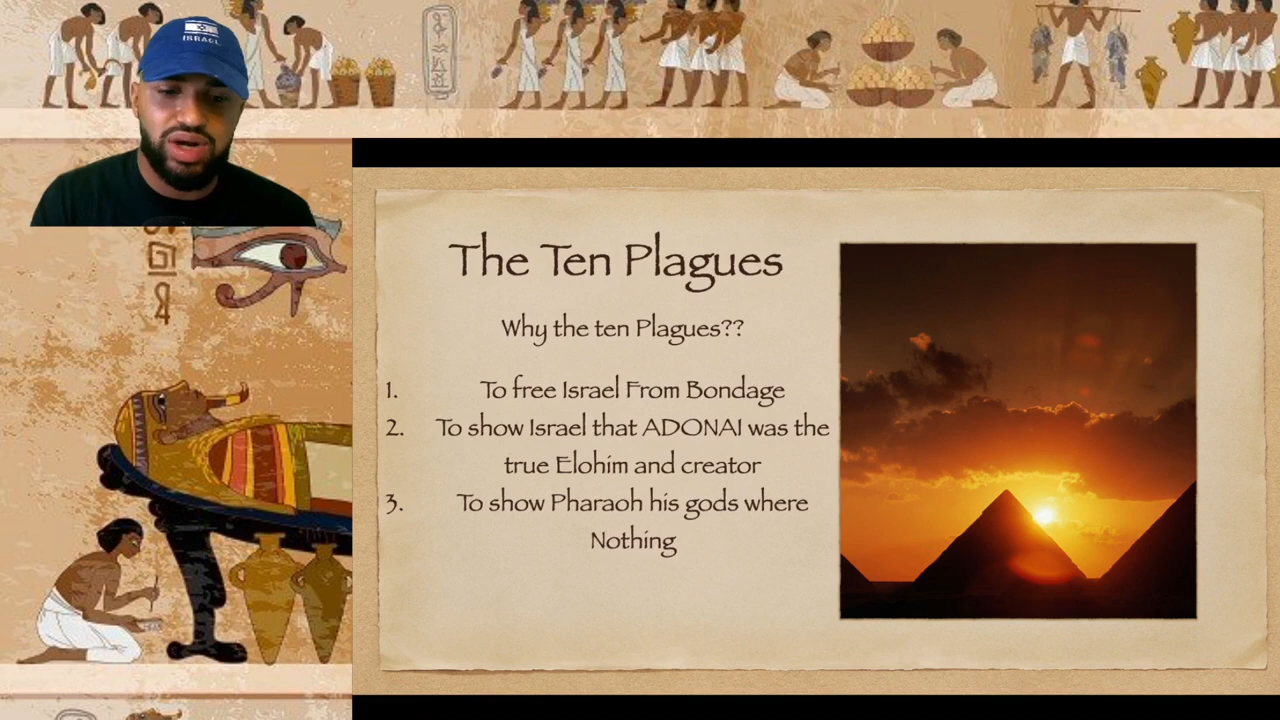 ISRAEL
The Ten Plagues
Why the ten Plagues??
1. To free Israel From Bondage
2. To show Israel that ADONAI was the
true Elohim and creator
3. To show Pharaoh his gods where
Nothing